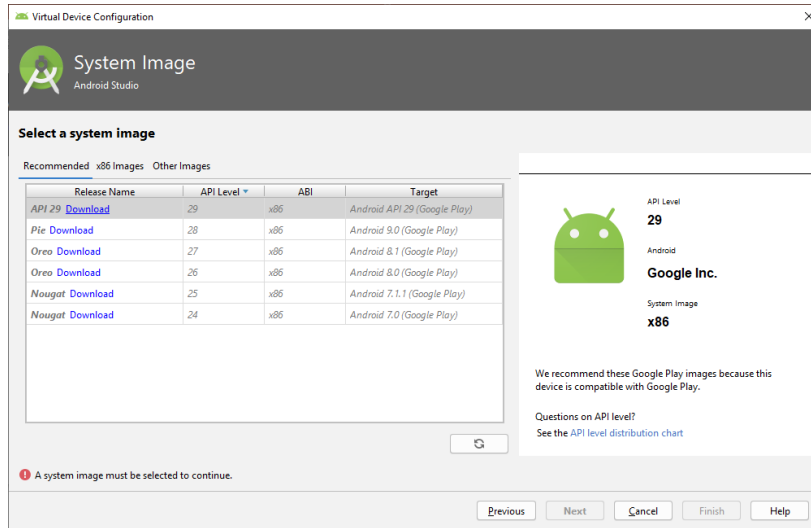 Virtual Device Configuration
System Image
Android Studio
Select a system image
Recommended x86 Images Other Images
Release Name API Level ABI Target
API 29 Download 29 x86 Android API 29 (Google Play)
Pie Download 28 x86 Android 9.0 (Google Play)
Oreo Download 27 x86 Android 8.1 (Google Play)
Oreo Download 26 x86 Android 8.0 (Google Play)
Nougat Download 25 x86 Android 7.1.1 (Google Play)
Nougat Download 24 x86 Android 7.0 (Google Play)
API Level
29
Android
Google Inc.
System Image
x86
We recommend these Google Play images because this
device is compatible with Google Play.
Questions on API level?
See the API level distribution chart
A system image must be selected to continue.
Previous Next Cancel Finish Help